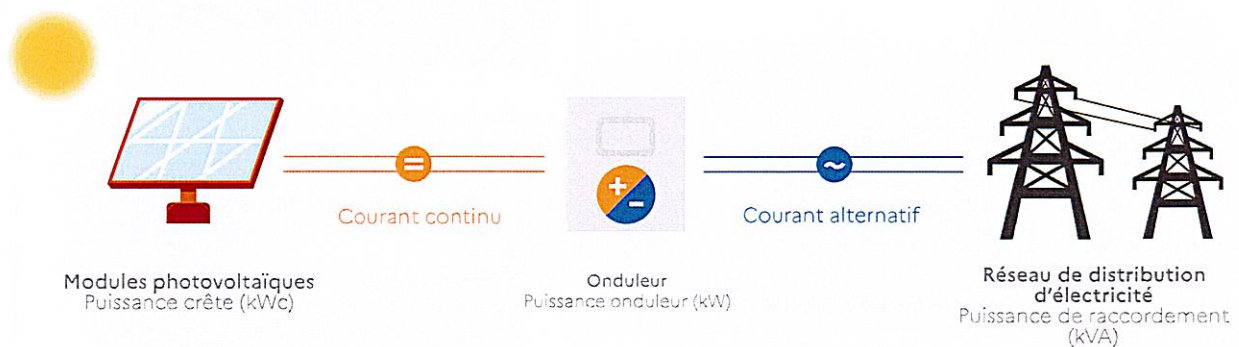 =
~
+
-
Courant continu
Courant alternatif
Modules photovoltaïques
Puissance crête (kWc)
Onduleur
Puissance onduleur (kW)
Réseau de distribution
d'électricité
Puissance de raccordement
(kVA)